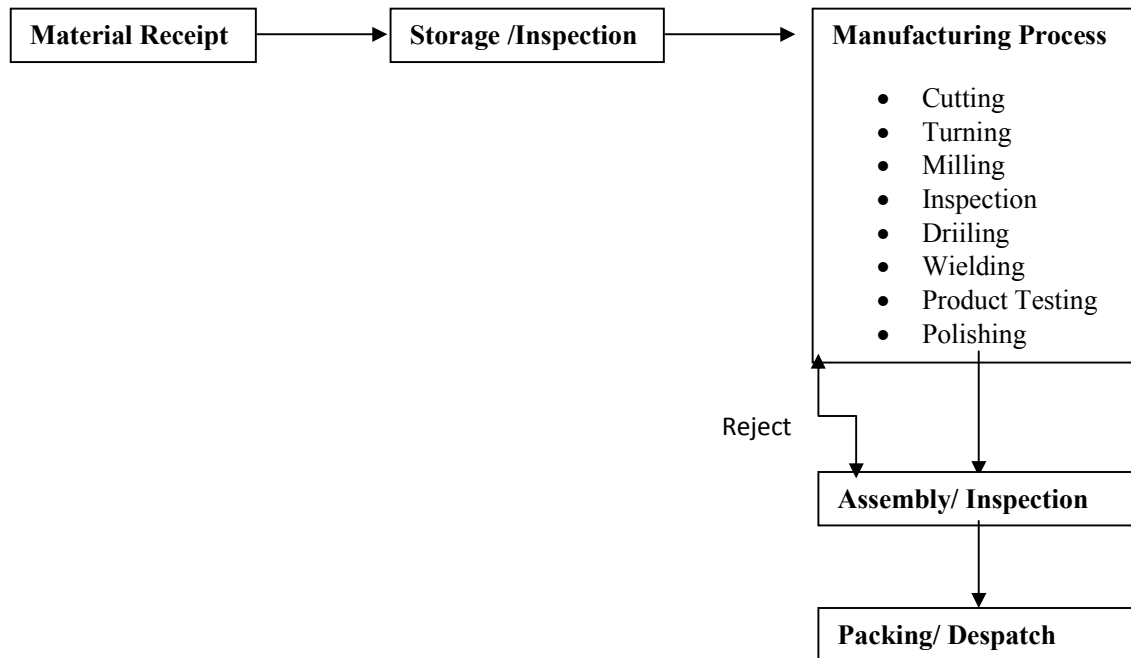 Material Receipt
Storage /Inspection
Manufacturing Process
• Cutting
• Turning
• Milling
• Inspection
• Driiling
• Wielding
• Product Testing
• Polishing
Reject
Assembly/ Inspection
Packing/ Despatch